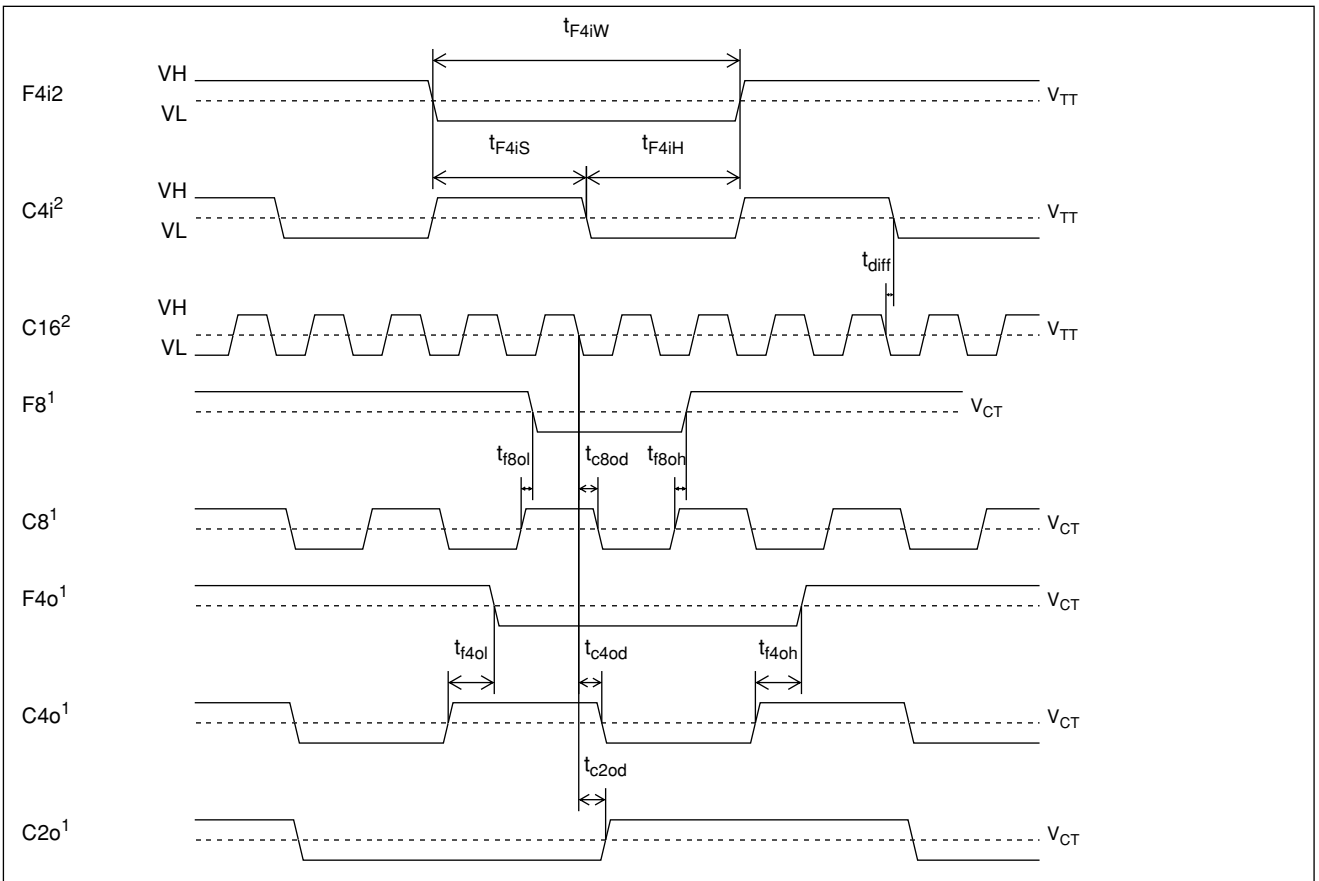 tF4iW
F4i2 VH VL VTT
tF4iS tF4iH
C4i² VH VL VTT
tdiff
C16² VH VL VTT
F8¹ VCT
tf8ol tc8od tf8oh
C8¹ VCT
F4o¹ VCT
tf4ol tc4od tf4oh
C4o¹ VCT
tc2od
C2o¹ VCT